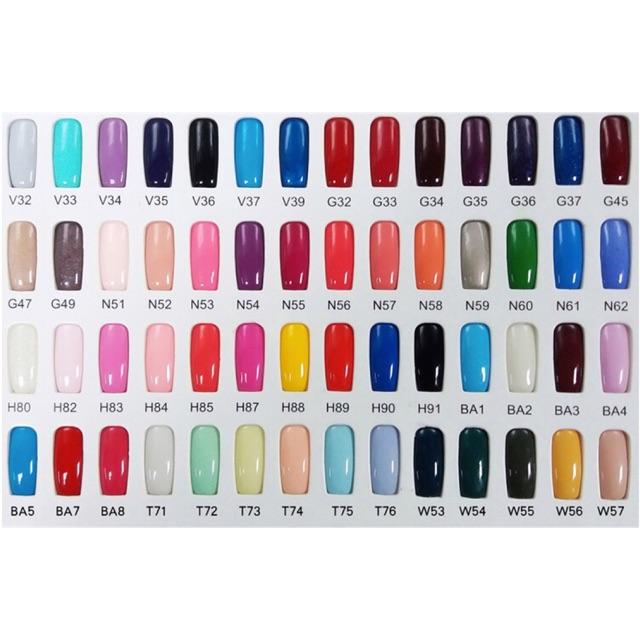 V32 V33 V34 V35 V36 V37 V39 G32 G33 G34 G35 G36 G37 G45
G47 G49 N51 N52 N53 N54 N55 N56 N57 N58 N59 N60 N61 N62
H80 H82 H83 H84 H85 H87 H88 H89 H90 H91 BA1 BA2 BA3 BA4
BA5 BA7 BA8 T71 T72 T73 T74 T75 T76 W53 W54 W55 W56 W57